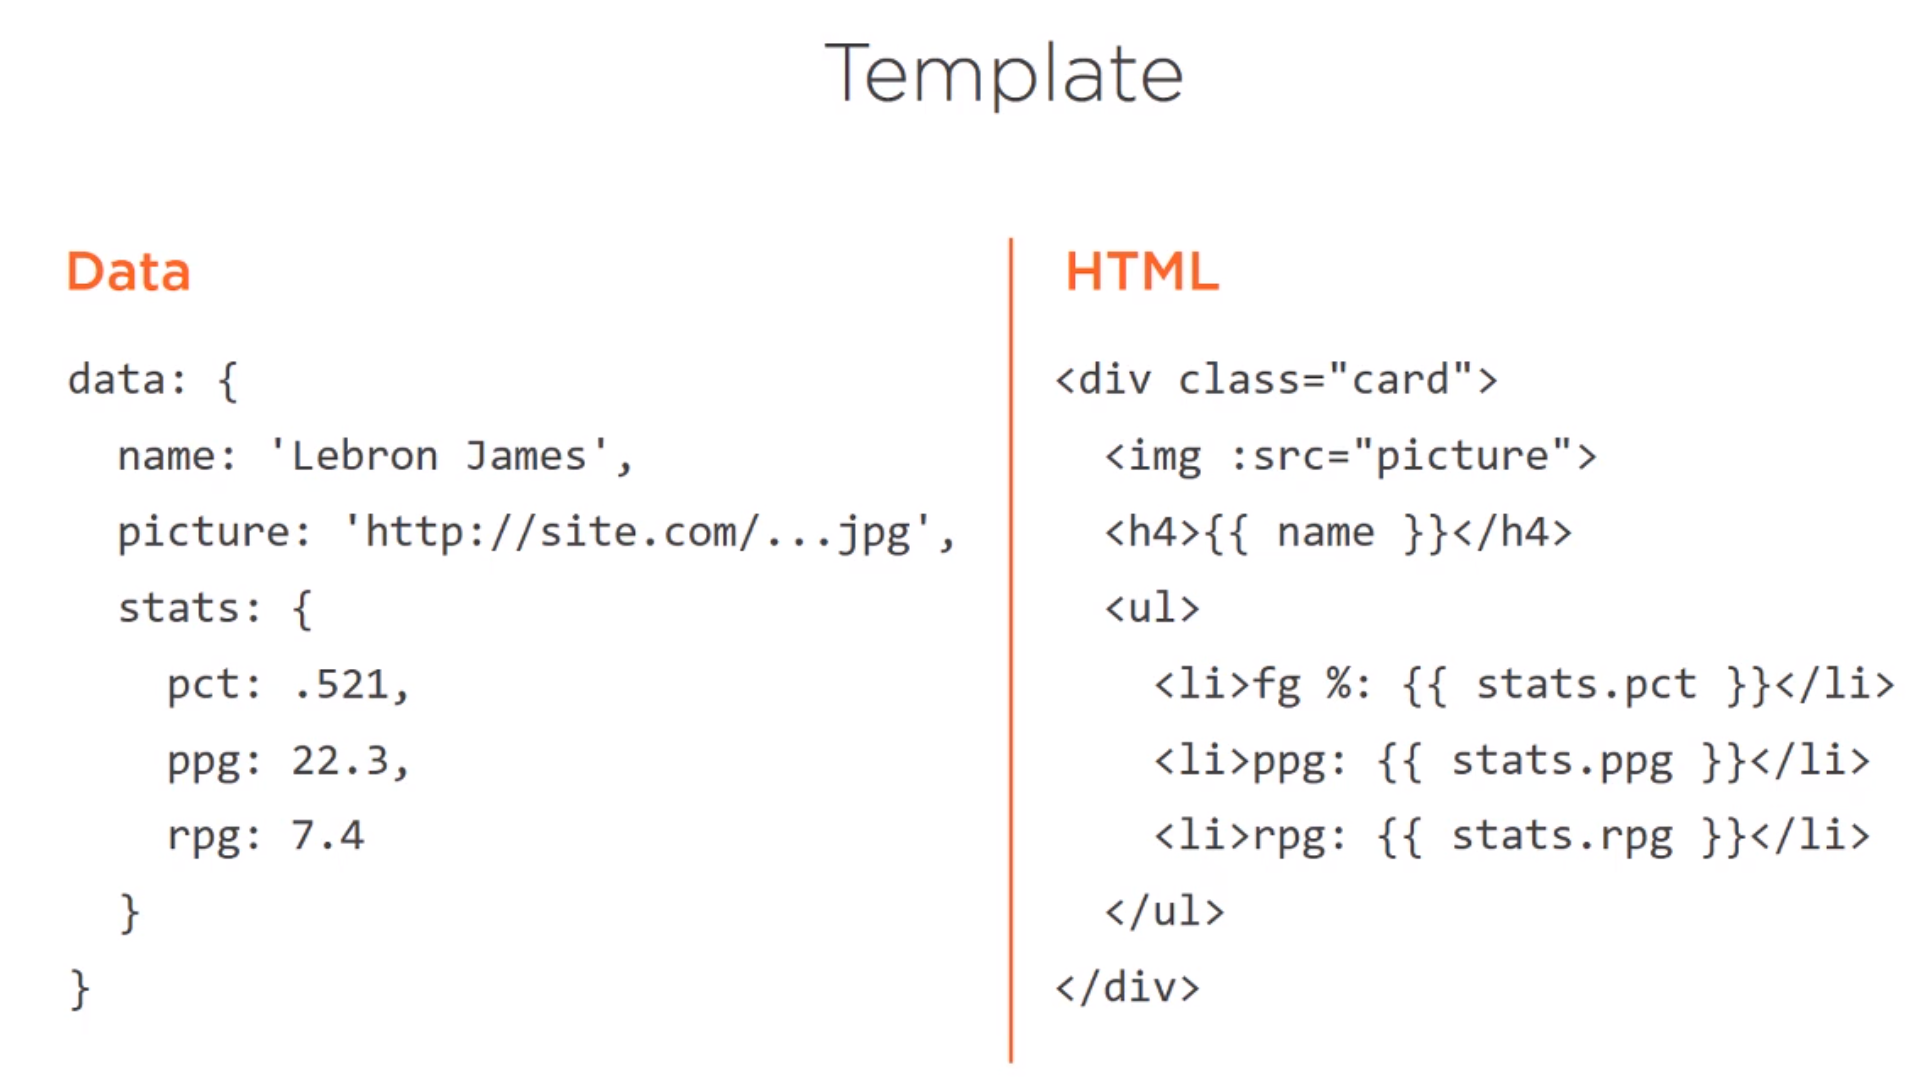 Template
Data
data: {
name: 'Lebron James',
picture: 'http://site.com/...jpg',
stats: {
pct: .521,
ppg: 22.3,
rpg: 7.4
}
}
HTML
<div class="card">
<img :src="picture">
<h4>{{ name }}</h4>
<ul>
<li>fg %: {{ stats.pct }}</li>
<li>ppg: {{ stats.ppg }}</li>
<li>rpg: {{ stats.rpg }}</li>
</ul>
</div>